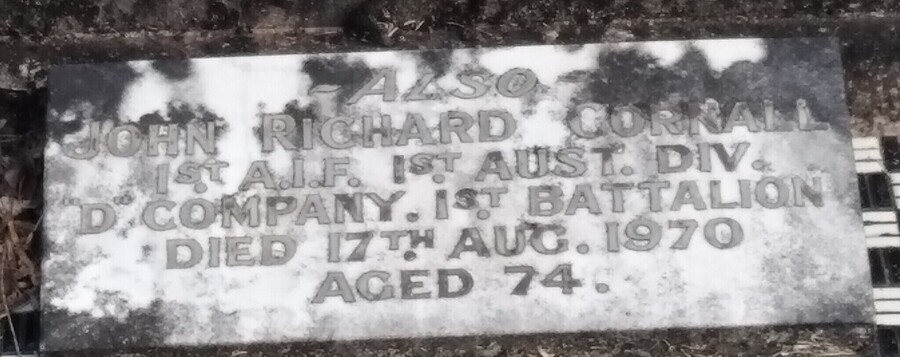 - ALSO -
JOHN RICHARD CORNALL
1ST. A.I.F. 1ST. AUST. DIV.
"D" COMPANY. 1ST. BATTALION
DIED 17TH. AUG. 1970
AGED 74.